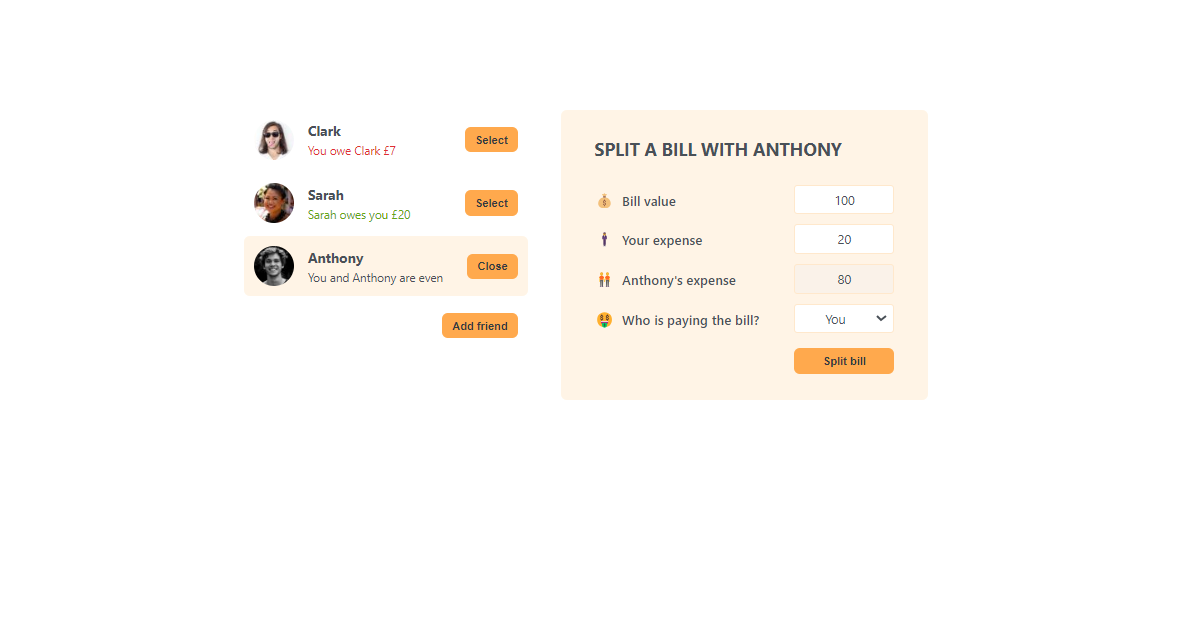 Clark
You owe Clark £7
Select
Sarah
Sarah owes you £20
Select
Anthony
You and Anthony are even
Close
Add friend
SPLIT A BILL WITH ANTHONY
Bill value
100
Your expense
20
Anthony's expense
80
Who is paying the bill?
You
Split bill